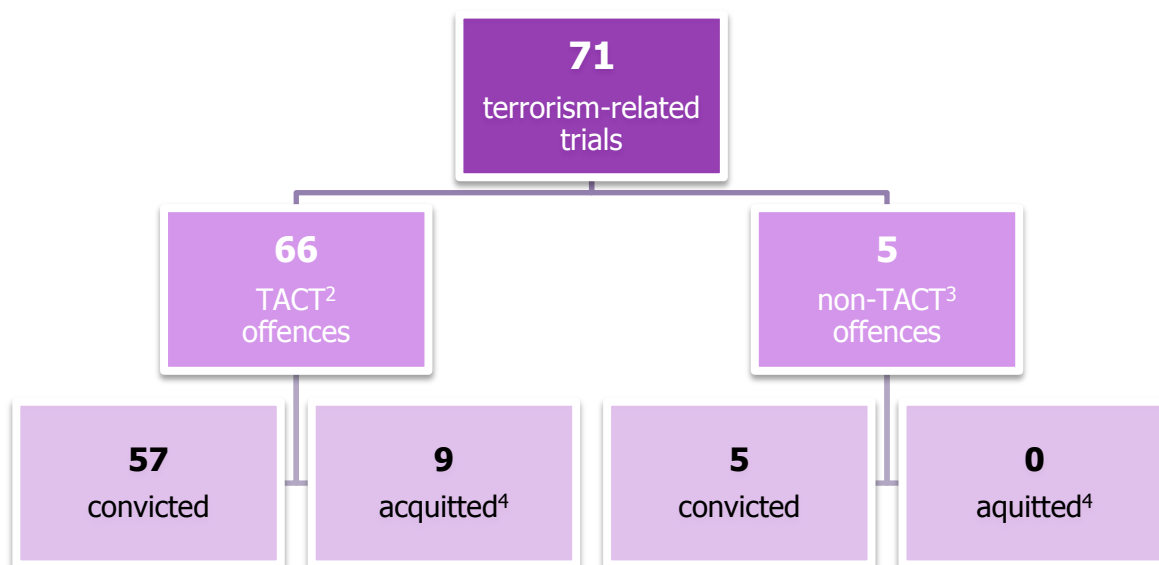 71
terrorism-related
trials
66
TACT²
offences
5
non-TACT³
offences
57
convicted
9
acquitted⁴
5
convicted
0
aquitted⁴